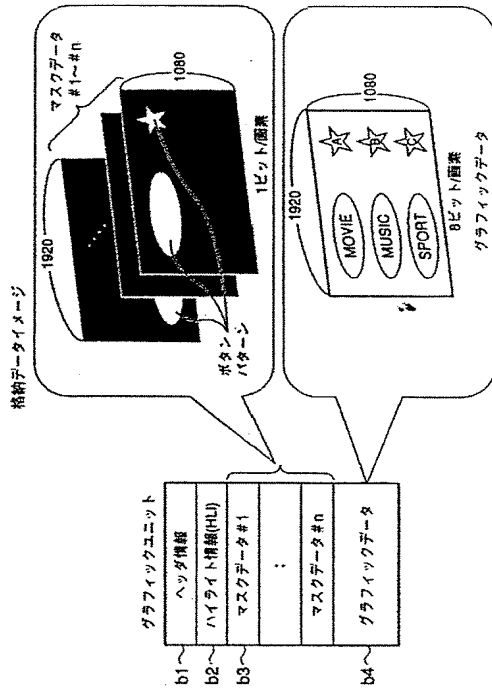 格納データイメージ
マスクデータ
#1~#n
1920
1080
ボタン
パターン
1ビット/画素
1920
1080
MOVIE
MUSIC
SPORT
A
B
C
8ビット/画素
グラフィックデータ
グラフィックユニット
b1~
ヘッダ情報
b2~
ハイライト情報(HLI)
b3~
マスクデータ#1
:
マスクデータ#n
b4~
グラフィックデータ